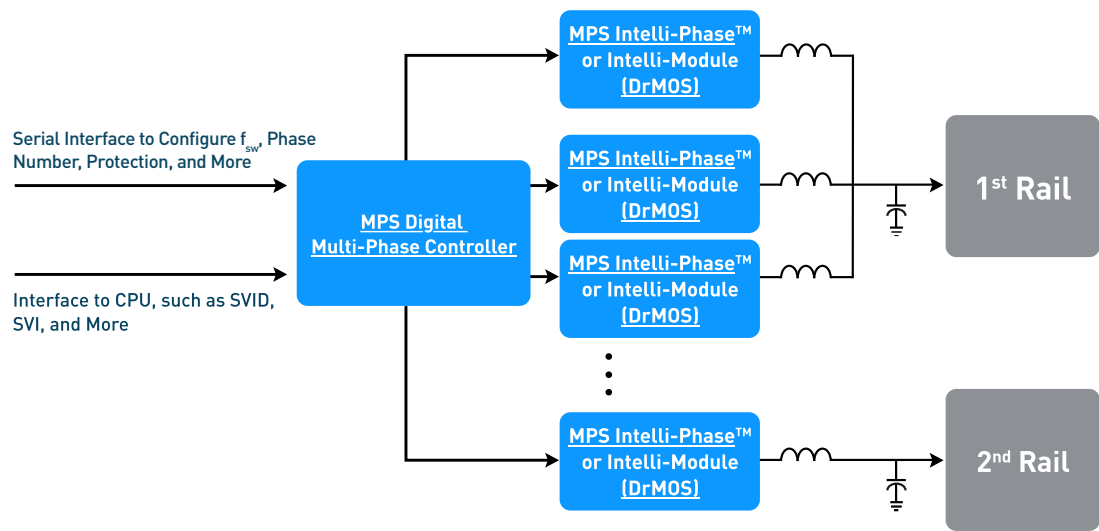 MPS Intelli-Phase™
or Intelli-Module
(DrMOS)
Serial Interface to Configure fsw, Phase
Number, Protection, and More
MPS Intelli-Phase™
or Intelli-Module
(DrMOS)
1st Rail
MPS Digital
Multi-Phase Controller
MPS Intelli-Phase™
or Intelli-Module
(DrMOS)
Interface to CPU, such as SVID,
SVI, and More
MPS Intelli-Phase™
or Intelli-Module
(DrMOS)
2nd Rail